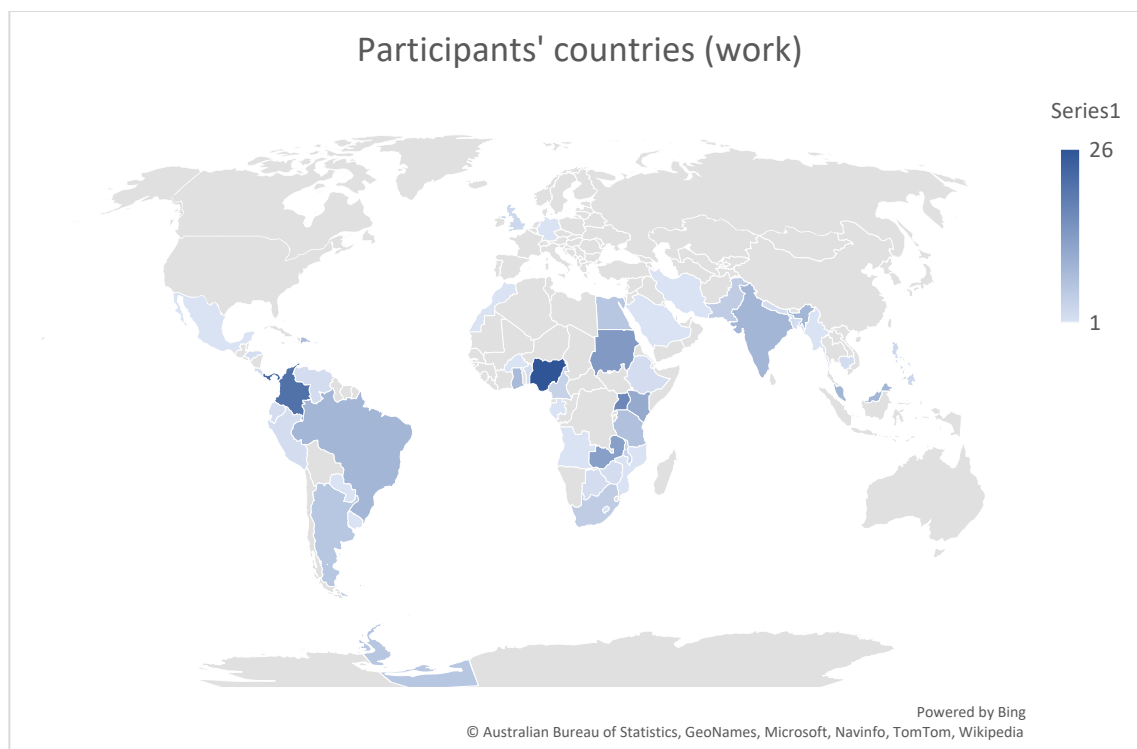 Participants' countries (work)
Series1
26
1
Powered by Bing
© Australian Bureau of Statistics, GeoNames, Microsoft, Navinfo, TomTom, Wikipedia